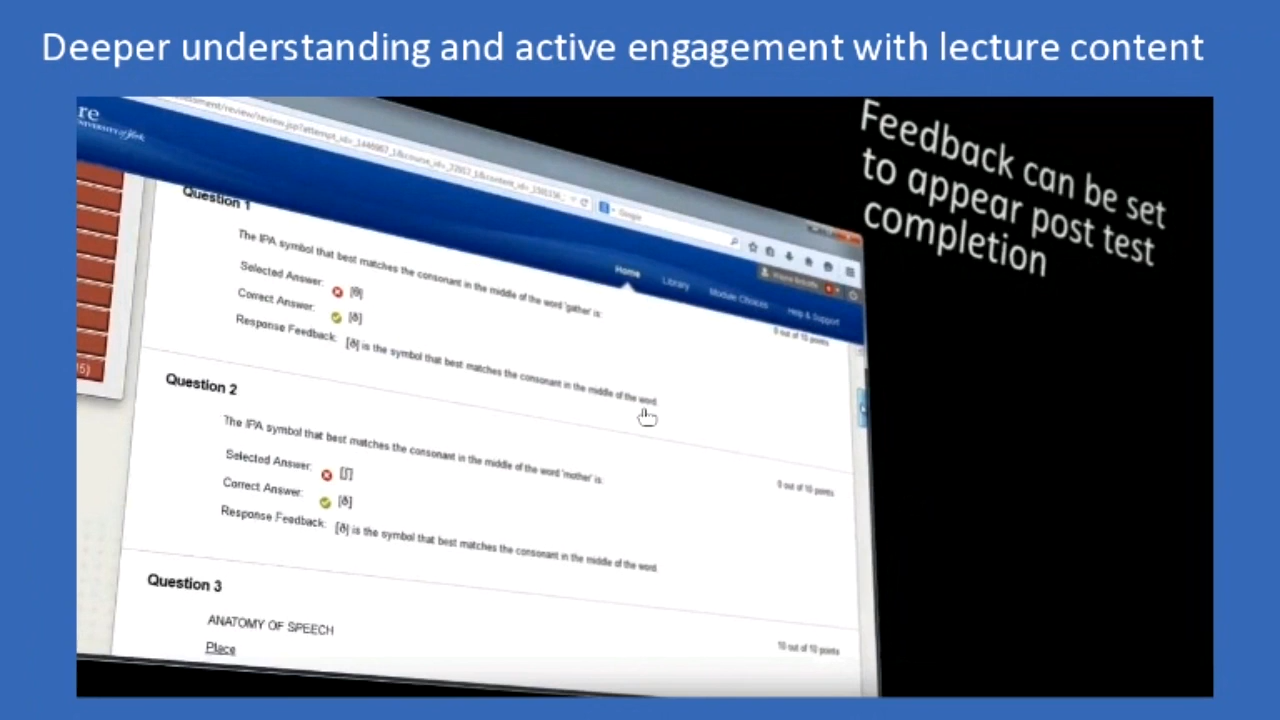 Deeper understanding and active engagement with lecture content
Feedback can be set
to appear post test
completion
re
UNIVERSITY of York
Google
Home
Library
Module Choices
Help & Support
Question 1
0 out of 10 points
The IPA symbol that best matches the consonant in the middle of the word 'gather' is:
Selected Answer: [θ]
Correct Answer: [ð]
Response Feedback: [ð] is the symbol that best matches the consonant in the middle of the word.
Question 2
0 out of 10 points
The IPA symbol that best matches the consonant in the middle of the word 'mother' is:
Selected Answer: [ʃ]
Correct Answer: [ð]
Response Feedback: [ð] is the symbol that best matches the consonant in the middle of the word.
Question 3
10 out of 10 points
ANATOMY OF SPEECH
Place